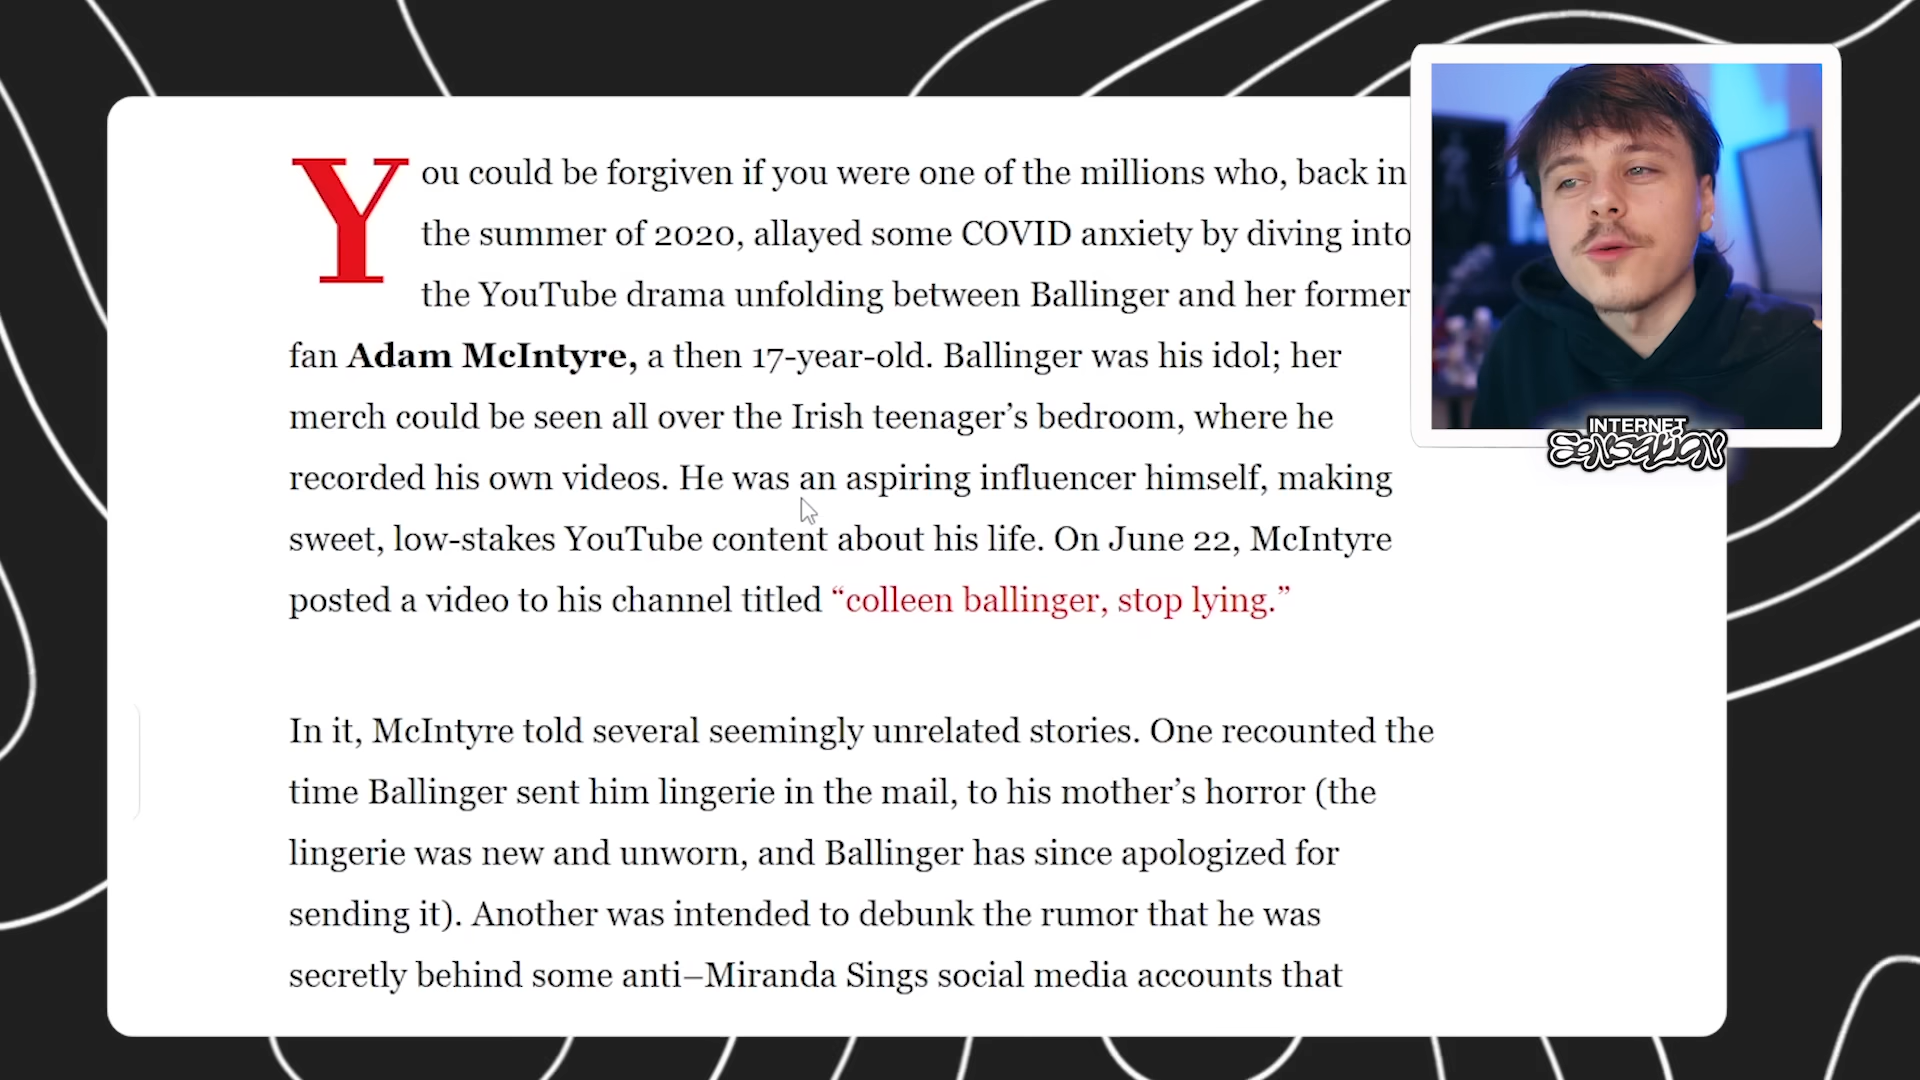 You could be forgiven if you were one of the millions who, back in
the summer of 2020, allayed some COVID anxiety by diving into
the YouTube drama unfolding between Ballinger and her former
fan Adam McIntyre, a then 17-year-old. Ballinger was his idol; her
merch could be seen all over the Irish teenager’s bedroom, where he
recorded his own videos. He was an aspiring influencer himself, making
sweet, low-stakes YouTube content about his life. On June 22, McIntyre
posted a video to his channel titled “colleen ballinger, stop lying.”
In it, McIntyre told several seemingly unrelated stories. One recounted the
time Ballinger sent him lingerie in the mail, to his mother’s horror (the
lingerie was new and unworn, and Ballinger has since apologized for
sending it). Another was intended to debunk the rumor that he was
secretly behind some anti–Miranda Sings social media accounts that
INTERNET
SENSATION